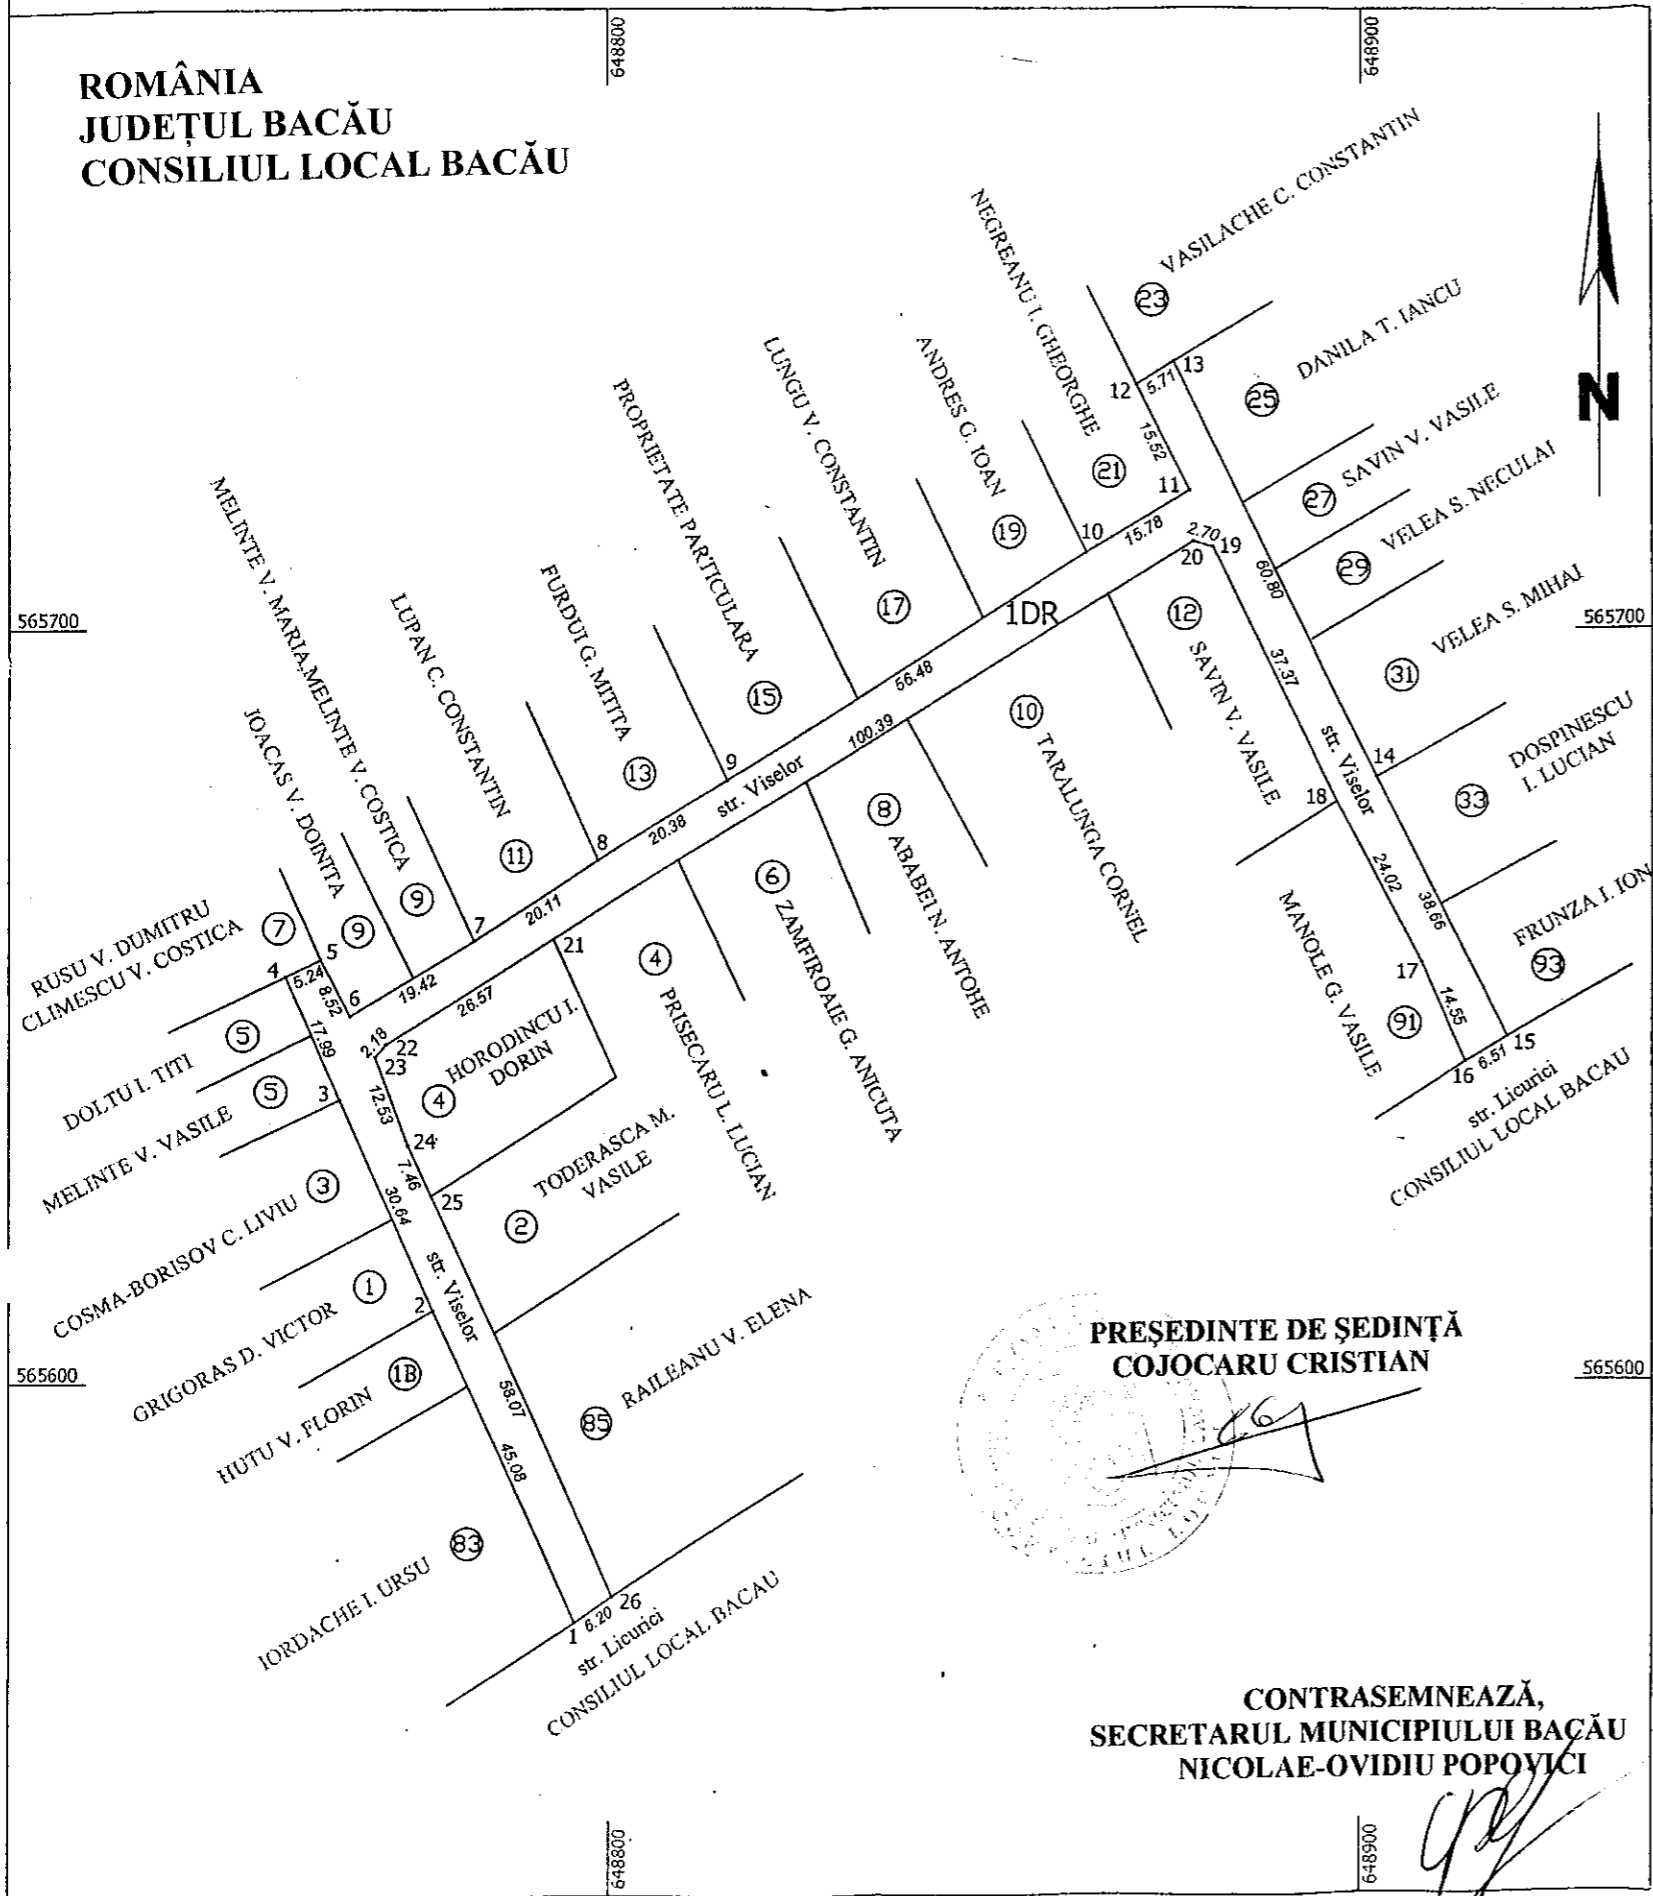 648800
648900
ROMÂNIA
JUDEŢUL BACĂU
CONSILIUL LOCAL BACĂU
N
565700
565700
VASILACHE C. CONSTANTIN
23
NEGREANU I. GHEORGHE
21
DANILA T. IANCU
25
SAVIN V. VASILE
27
VELEA S. NECULAI
29
VELEA S. MIHAI
31
DOSPINESCU
I. LUCIAN
33
FRUNZA I. ION
93
ANDRES G. IOAN
19
LUNGU V. CONSTANTIN
17
PROPRIETATE PARTICULARA
15
FURDUI G. MITITA
13
LUPAN C. CONSTANTIN
11
MELINTE V. MARIA,MELINTE V. COSTICA
9
JOACAS V. DOINITA
9
RUSU V. DUMITRU
CLIMESCU V. COSTICA
7
DOLTU I. TITI
5
MELINTE V. VASILE
5
COSMA-BORISOV C. LIVIU
3
GRIGORAS D. VICTOR
1
HUTU V. FLORIN
1B
IORDACHE I. URSU
83
12
5.71
13
15.52
11
10
15.78
2.70
19
20
60.80
1DR
12
SAVIN V. VASILE
37.37
56.48
100.39
str. Viselor
9
20.38
8
20.11
7
19.42
26.57
21
10
TARALUNGA CORNEL
8
ABABEI N. ANTOHE
6
ZAMFIROAIE G. ANICUTA
4
PRISECARU L. LUCIAN
str. Viselor
14
18
24.02
38.66
17
14.55
MANOLE G. VASILE
91
16
6.51
15
str. Licurici
CONSILIUL LOCAL BACAU
4
5
5.24
8.52
6
17.99
2.18
22
23
3
12.53
HORODINCU I.
DORIN
4
24
7.46
25
30.64
TODERASCA M.
VASILE
2
str. Viselor
2
58.07
45.08
RAILEANU V. ELENA
85
1
6.20
26
str. Licurici
CONSILIUL LOCAL BACAU
565600
565600
PREŞEDINTE DE ŞEDINŢĂ
COJOCARU CRISTIAN
CONTRASEMNEAZĂ,
SECRETARUL MUNICIPIULUI BACĂU
NICOLAE-OVIDIU POPOVICI
648800
648900